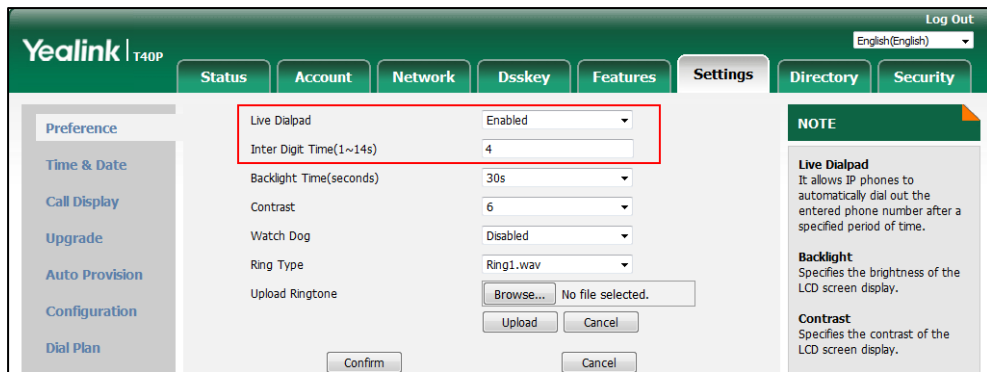 Log Out
Yealink T40P
English(English)
Status Account Network Dsskey Features Settings Directory Security
Preference
Time & Date
Call Display
Upgrade
Auto Provision
Configuration
Dial Plan
Live Dialpad Enabled
Inter Digit Time(1~14s) 4
Backlight Time(seconds) 30s
Contrast 6
Watch Dog Disabled
Ring Type Ring1.wav
Upload Ringtone Browse... No file selected.
Upload Cancel
Confirm Cancel
NOTE
Live Dialpad
It allows IP phones to
automatically dial out the
entered phone number after a
specified period of time.
Backlight
Specifies the brightness of the
LCD screen display.
Contrast
Specifies the contrast of the
LCD screen display.